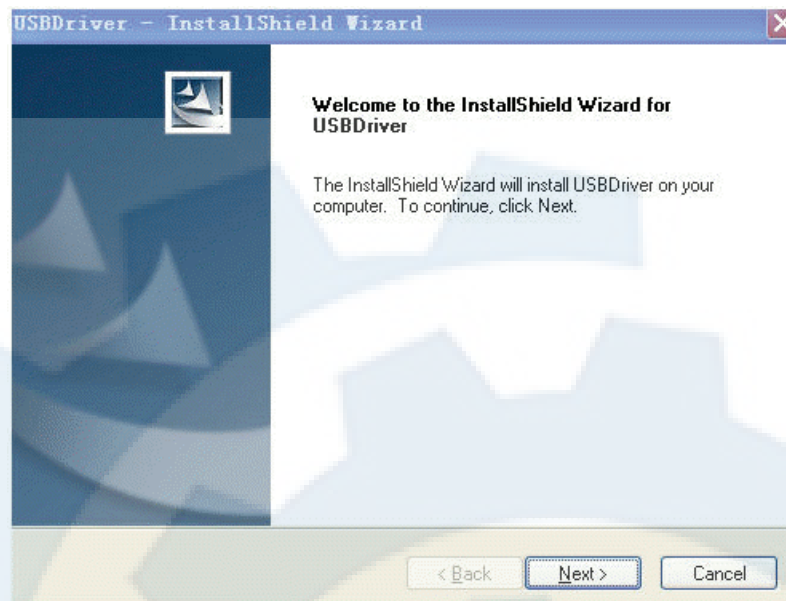 USBDriver - InstallShield Wizard
Welcome to the InstallShield Wizard for
USBDriver
The InstallShield Wizard will install USBDriver on your
computer. To continue, click Next.
< Back
Next >
Cancel